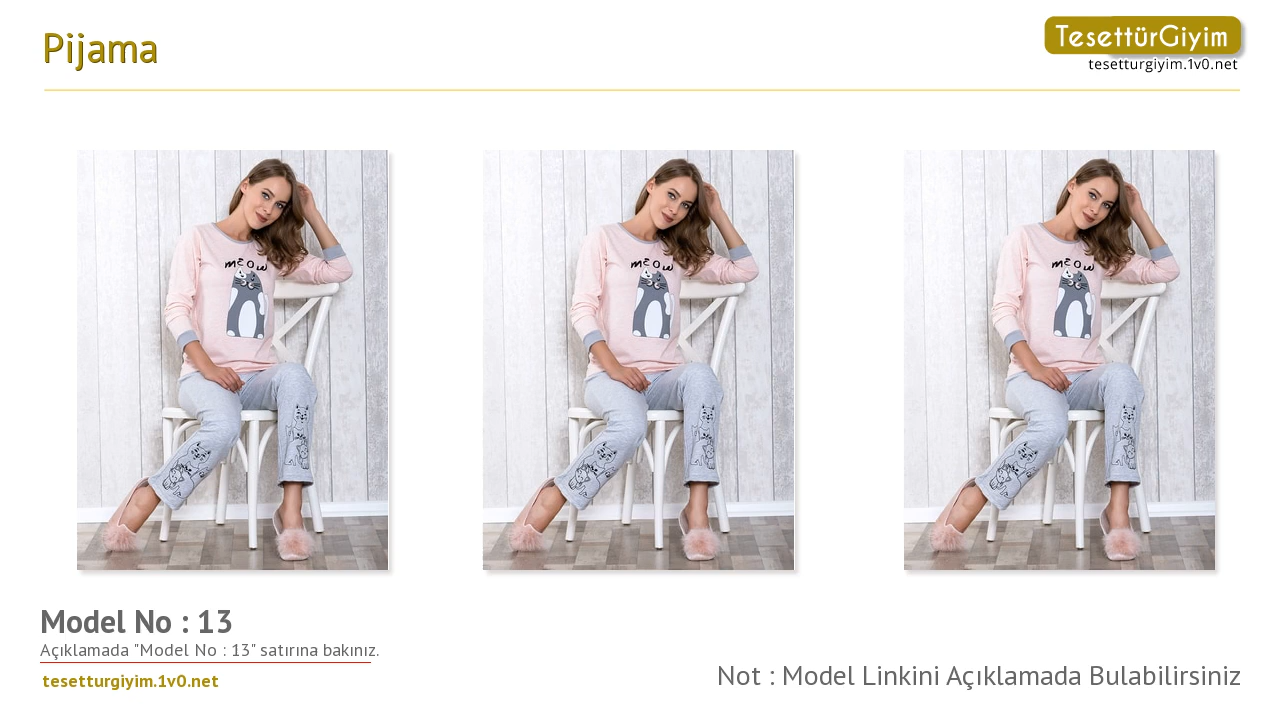 Pijama
TesettürGiyim
tesetturgiyim.1v0.net
meow
meow
meow
Model No : 13
Açıklamada "Model No : 13" satırına bakınız.
tesetturgiyim.1v0.net
Not : Model Linkini Açıklamada Bulabilirsiniz